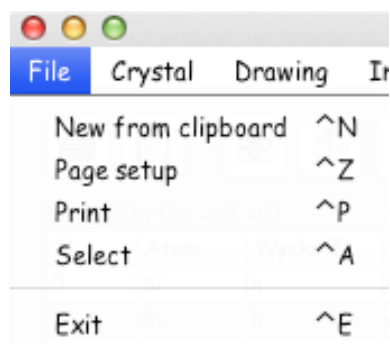 File Crystal Drawing
New from clipboard ^N
Page setup ^Z
Print ^P
Select ^A
Exit ^E